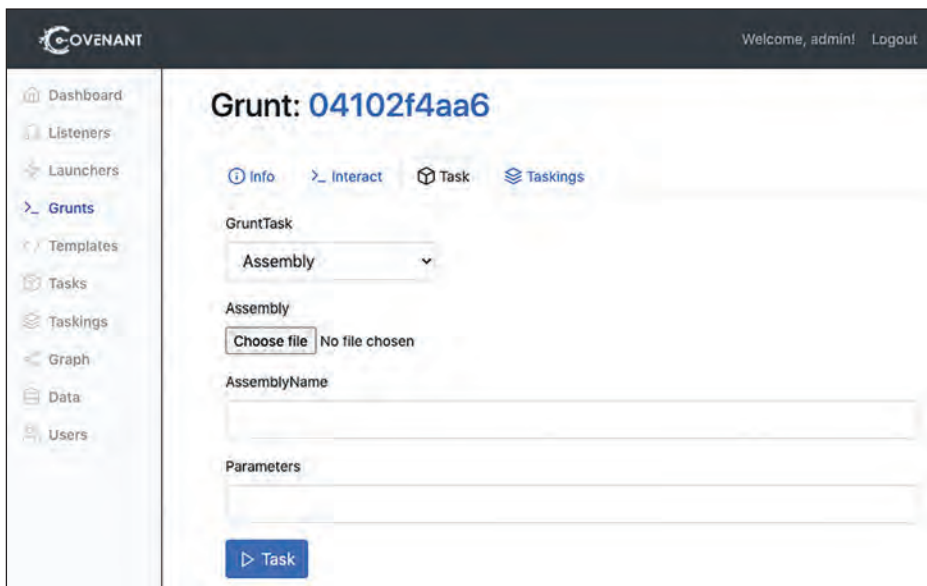 COVENANT
Welcome, admin! Logout
Dashboard
Listeners
Launchers
>_ Grunts
Templates
Tasks
Taskings
Graph
Data
Users
Grunt: 04102f4aa6
Info >_ Interact Task Taskings
GruntTask
Assembly
Assembly
Choose file No file chosen
AssemblyName
Parameters
Task